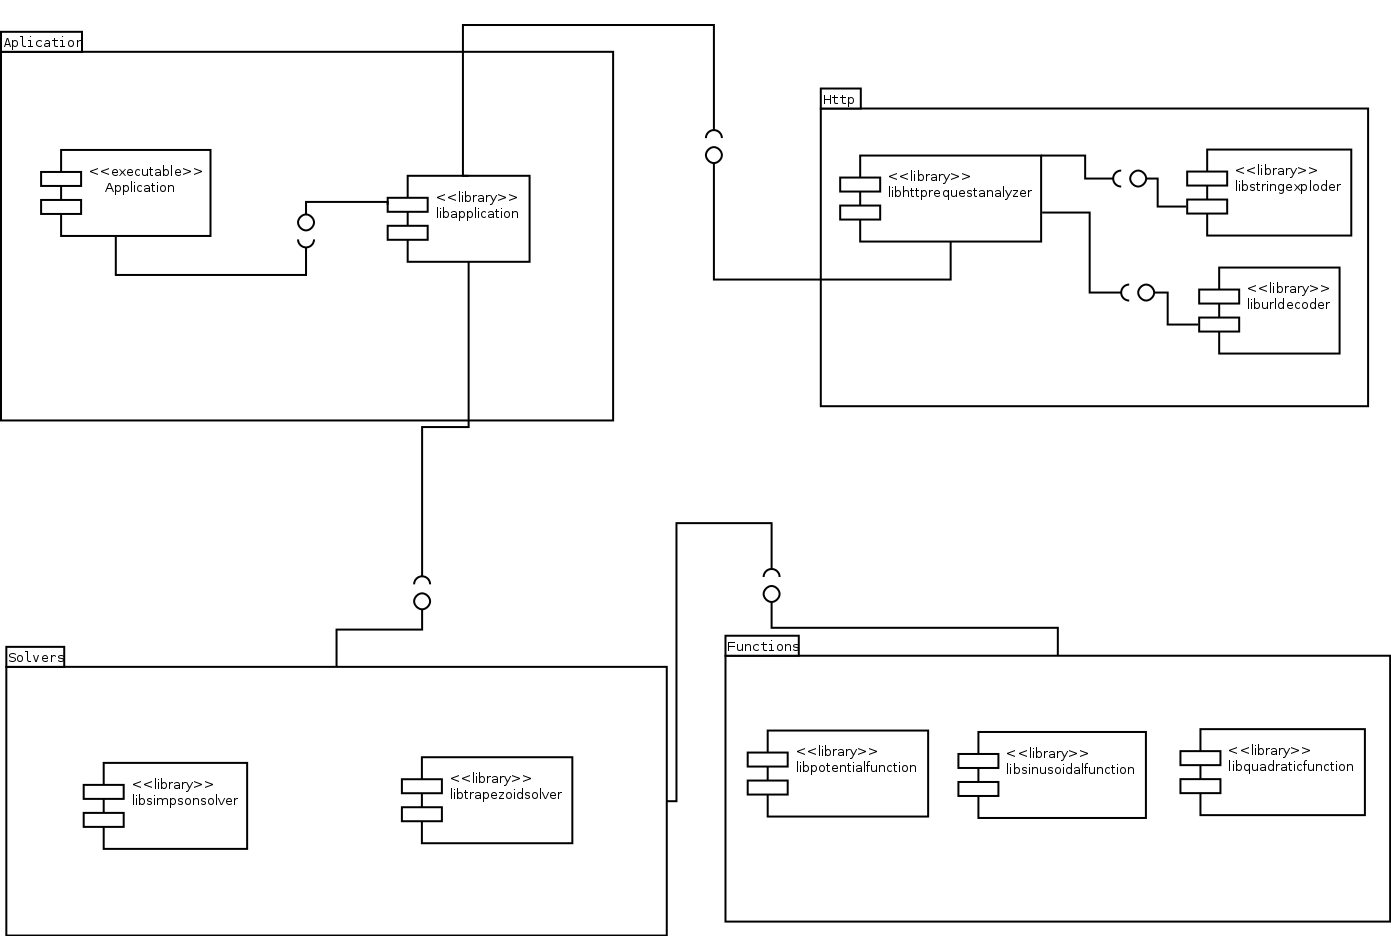 Aplication
<<executable>>
Application
<<library>>
libapplication
Http
<<library>>
libhttprequestanalyzer
<<library>>
libstringexploder
<<library>>
liburldecoder
Solvers
<<library>>
libsimpsonsolver
<<library>>
libtrapezoidsolver
Functions
<<library>>
libpotentialfunction
<<library>>
libsinusoidalfunction
<<library>>
libquadraticfunction